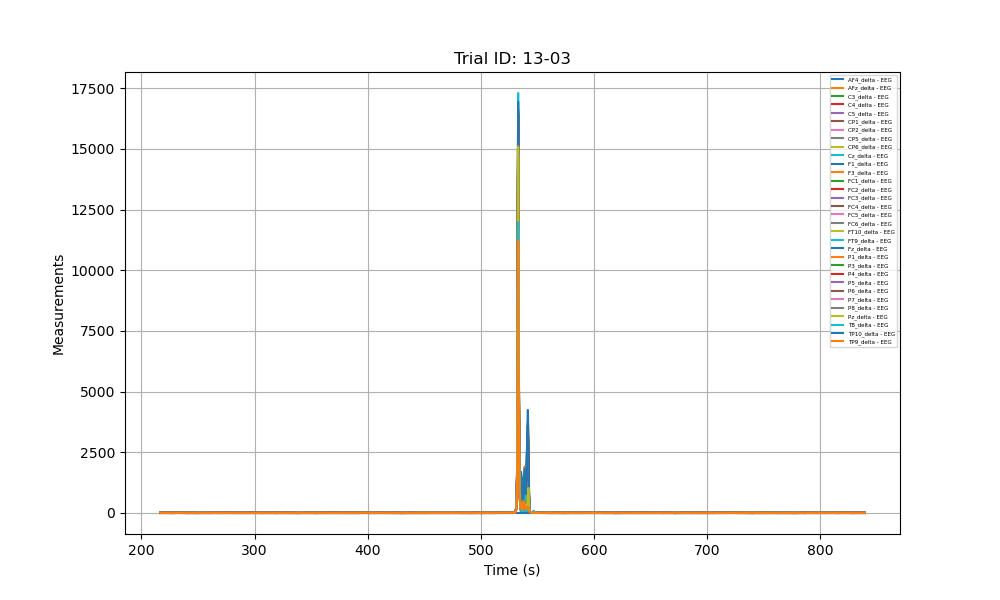 Trial ID: 13-03
17500
15000
12500
10000
7500
5000
2500
0
Measurements
200
300
400
500
600
700
800
Time (s)
AF4_delta - EEG
AFz_delta - EEG
C3_delta - EEG
C4_delta - EEG
C5_delta - EEG
CP1_delta - EEG
CP2_delta - EEG
CP5_delta - EEG
CP6_delta - EEG
Cz_delta - EEG
F1_delta - EEG
F3_delta - EEG
FC1_delta - EEG
FC2_delta - EEG
FC3_delta - EEG
FC4_delta - EEG
FC5_delta - EEG
FC6_delta - EEG
FT10_delta - EEG
FT9_delta - EEG
Fz_delta - EEG
P1_delta - EEG
P3_delta - EEG
P4_delta - EEG
P5_delta - EEG
P6_delta - EEG
P7_delta - EEG
P8_delta - EEG
Pz_delta - EEG
T8_delta - EEG
TP10_delta - EEG
TP9_delta - EEG